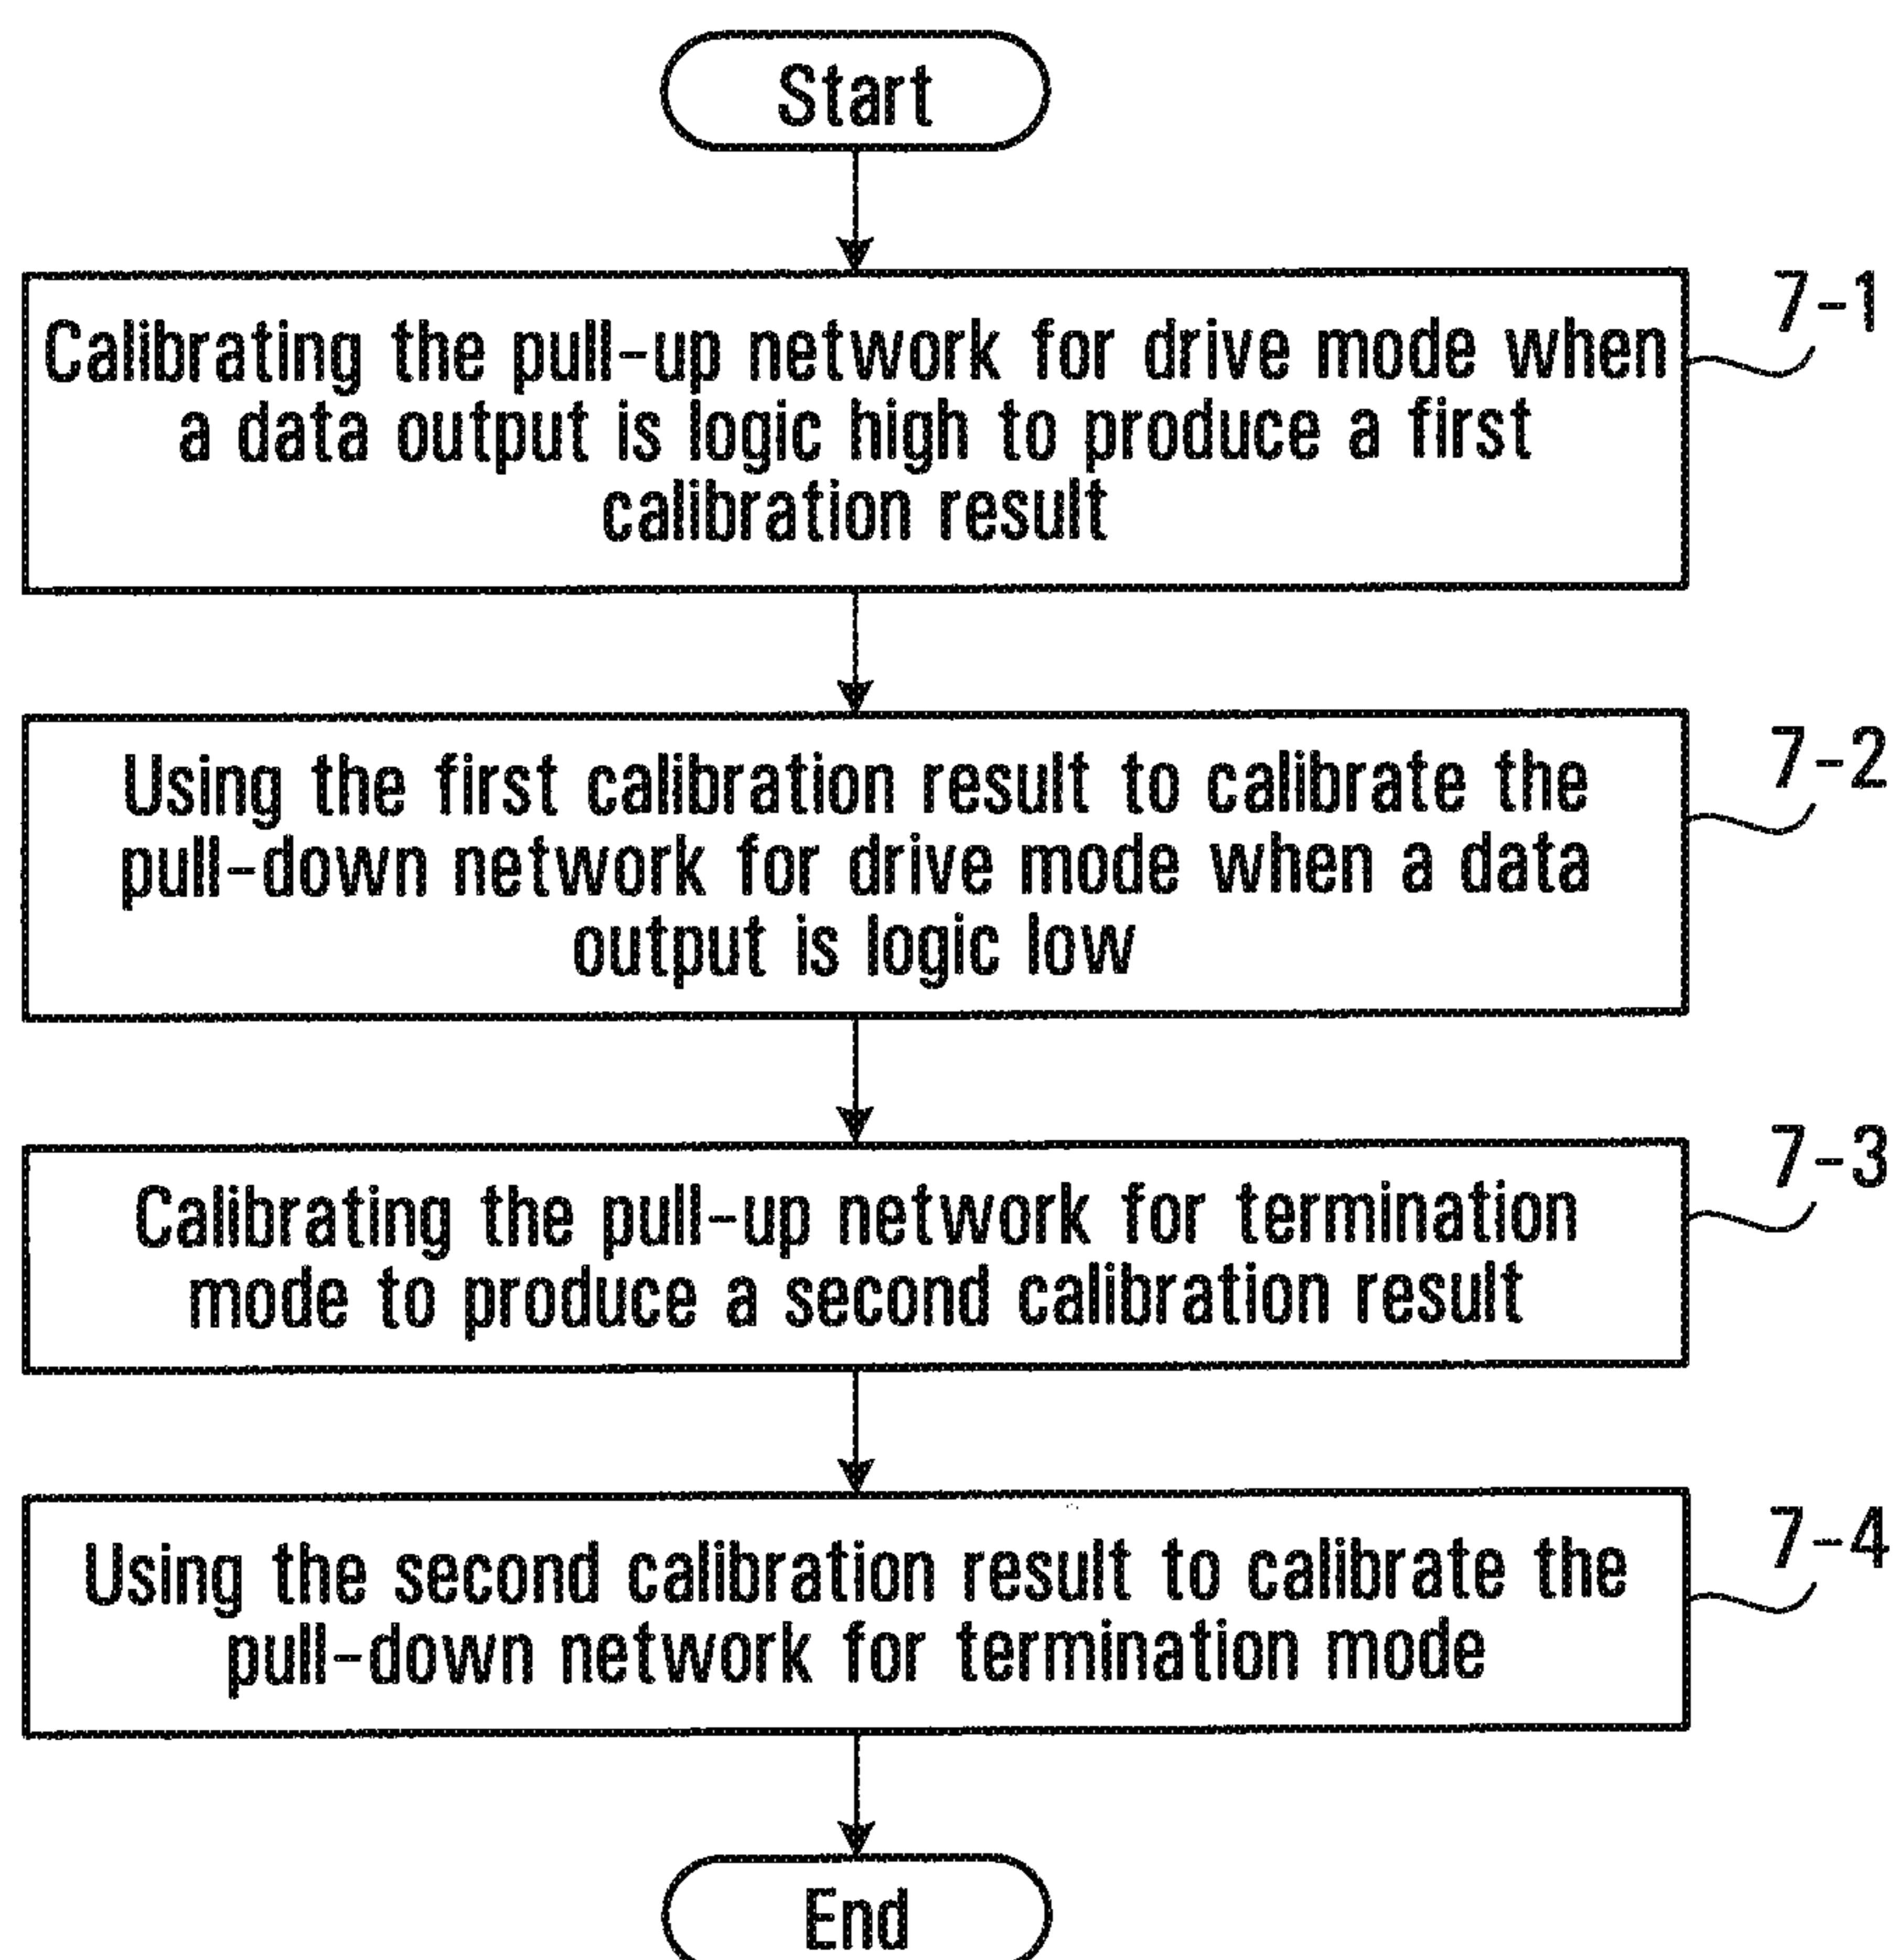 Start
Calibrating the pull-up network for drive mode when
a data output is logic high to produce a first
calibration result
7-1
Using the first calibration result to calibrate the
pull-down network for drive mode when a data
output is logic low
7-2
Calibrating the pull-up network for termination
mode to produce a second calibration result
7-3
Using the second calibration result to calibrate the
pull-down network for termination mode
7-4
End